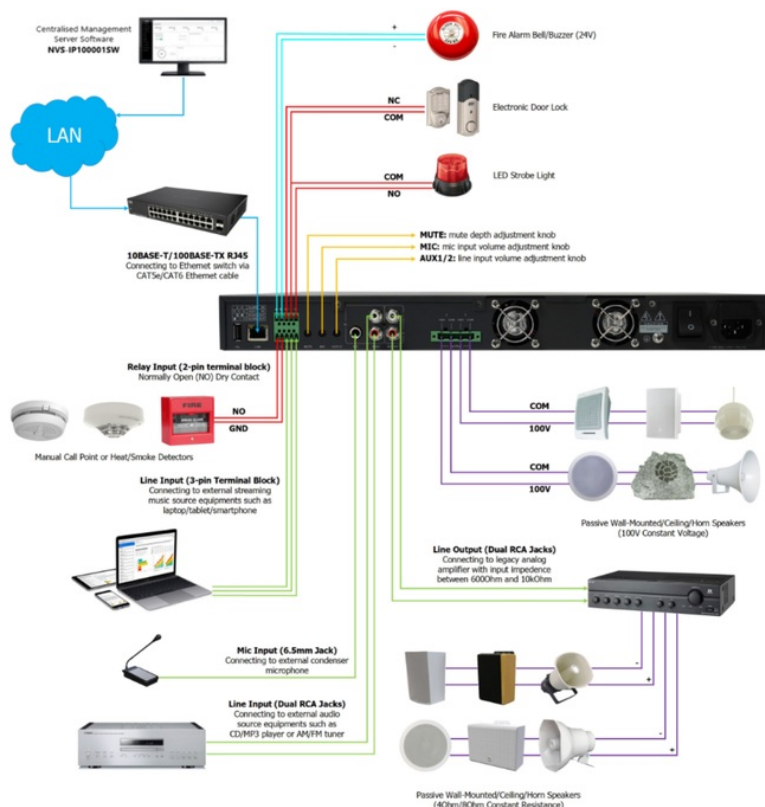 Centralised Management
Server Software
NVS-IP100001SW
LAN
+
-
Fire Alarm Bell/Buzzer (24V)
NC
COM
Electronic Door Lock
COM
NO
LED Strobe Light
10BASE-T/100BASE-TX RJ45
Connecting to Ethernet switch via
CAT5e/CAT6 Ethernet cable
MUTE: mute depth adjustment knob
MIC: mic input volume adjustment knob
AUX1/2: line input volume adjustment knob
Relay Input (2-pin terminal block)
Normally Open (NO) Dry Contact
FIRE
NO
GND
Manual Call Point or Heat/Smoke Detectors
COM
100V
COM
100V
Passive Wall-Mounted/Ceiling/Horn Speakers
(100V Constant Voltage)
Line Input (3-pin Terminal Block)
Connecting to external streaming
music source equipments such as
laptop/tablet/smartphone
Line Output (Dual RCA Jacks)
Connecting to legacy analog
amplifier with input impedance
between 600Ohm and 10kOhm
Mic Input (6.5mm Jack)
Connecting to external condenser
microphone
Line Input (Dual RCA Jacks)
Connecting to external audio
source equipments such as
CD/MP3 player or AM/FM tuner
-
+
-
+
Passive Wall-Mounted/Ceiling/Horn Speakers
(4Ohm/8Ohm Constant Resistance)